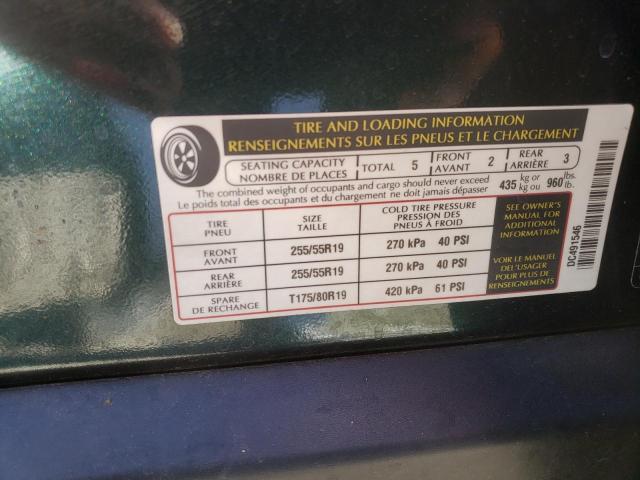 TIRE AND LOADING INFORMATION
RENSEIGNEMENTS SUR LES PNEUS ET LE CHARGEMENT
SEATING CAPACITY TOTAL 5 FRONT 2 REAR 3
NOMBRE DE PLACES AVANT ARRIÈRE
The combined weight of occupants and cargo should never exceed 435 kg or 960 lbs.
Le poids total des occupants et du chargement ne doit jamais dépasser kg ou lb.
TIRE SIZE COLD TIRE PRESSURE
PNEU TAILLE PRESSION DES
PNEUS À FROID
FRONT 255/55R19 270 kPa 40 PSI
AVANT
REAR 255/55R19 270 kPa 40 PSI
ARRIÈRE
SPARE T175/80R19 420 kPa 61 PSI
DE RECHANGE
SEE OWNER'S
MANUAL FOR
ADDITIONAL
INFORMATION
VOIR LE MANUEL
DEL'USAGER
POUR PLUS DE
RENSEIGNEMENTS
DC491546